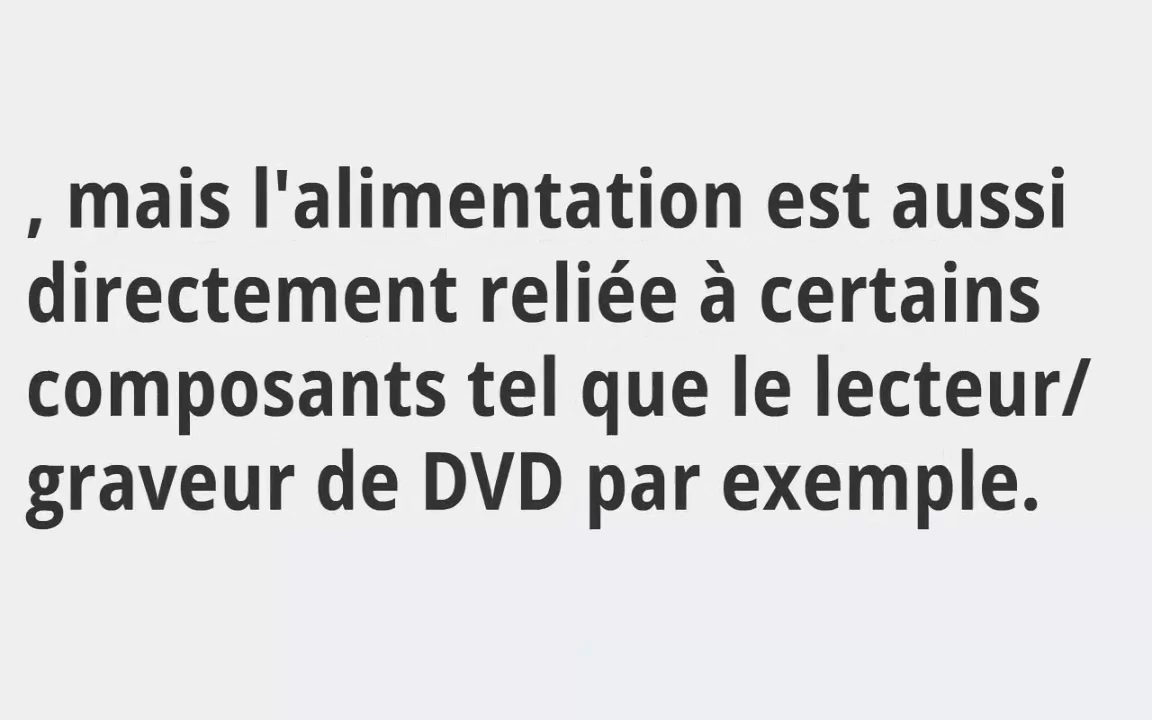 , mais l'alimentation est aussi
directement reliée à certains
composants tel que le lecteur/
graveur de DVD par exemple.